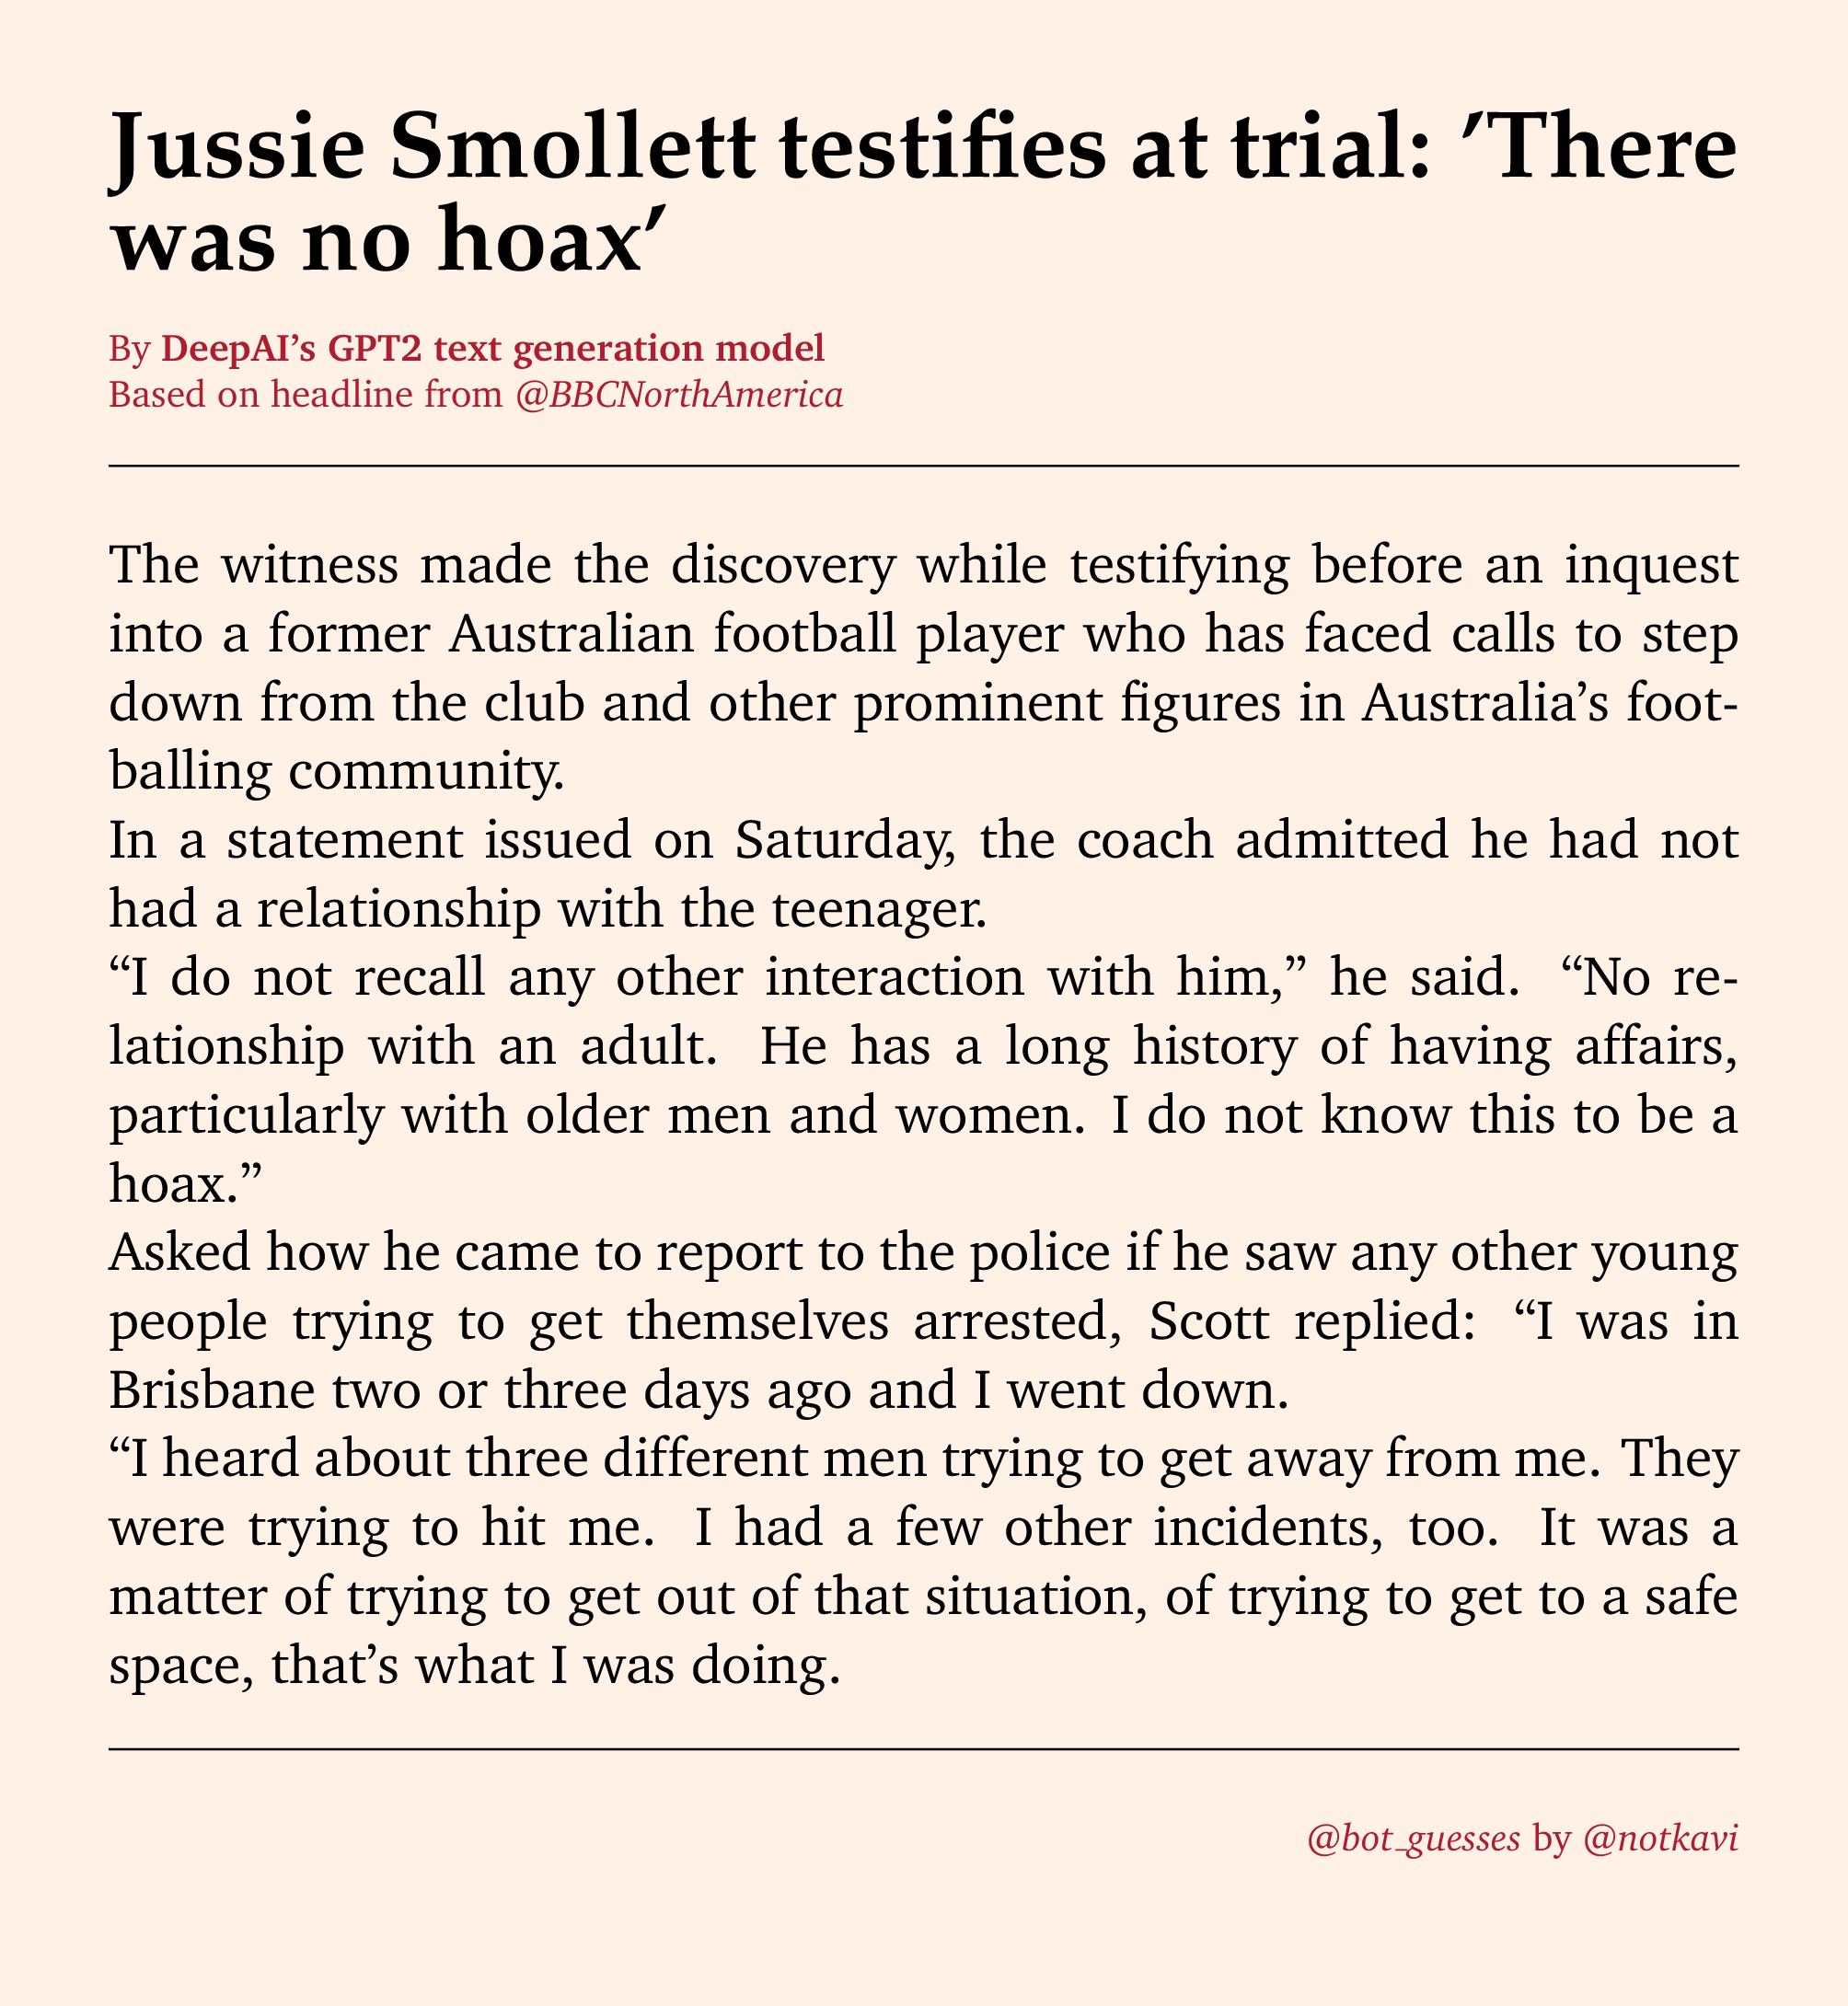 Jussie Smollett testifies at trial: ’There
was no hoax’
By DeepAI’s GPT2 text generation model
Based on headline from @BBCNorthAmerica
The witness made the discovery while testifying before an inquest
into a former Australian football player who has faced calls to step
down from the club and other prominent figures in Australia’s foot-
balling community.
In a statement issued on Saturday, the coach admitted he had not
had a relationship with the teenager.
“I do not recall any other interaction with him,” he said. “No re-
lationship with an adult. He has a long history of having affairs,
particularly with older men and women. I do not know this to be a
hoax.”
Asked how he came to report to the police if he saw any other young
people trying to get themselves arrested, Scott replied: “I was in
Brisbane two or three days ago and I went down.
“I heard about three different men trying to get away from me. They
were trying to hit me. I had a few other incidents, too. It was a
matter of trying to get out of that situation, of trying to get to a safe
space, that’s what I was doing.
@bot_guesses by @notkavi